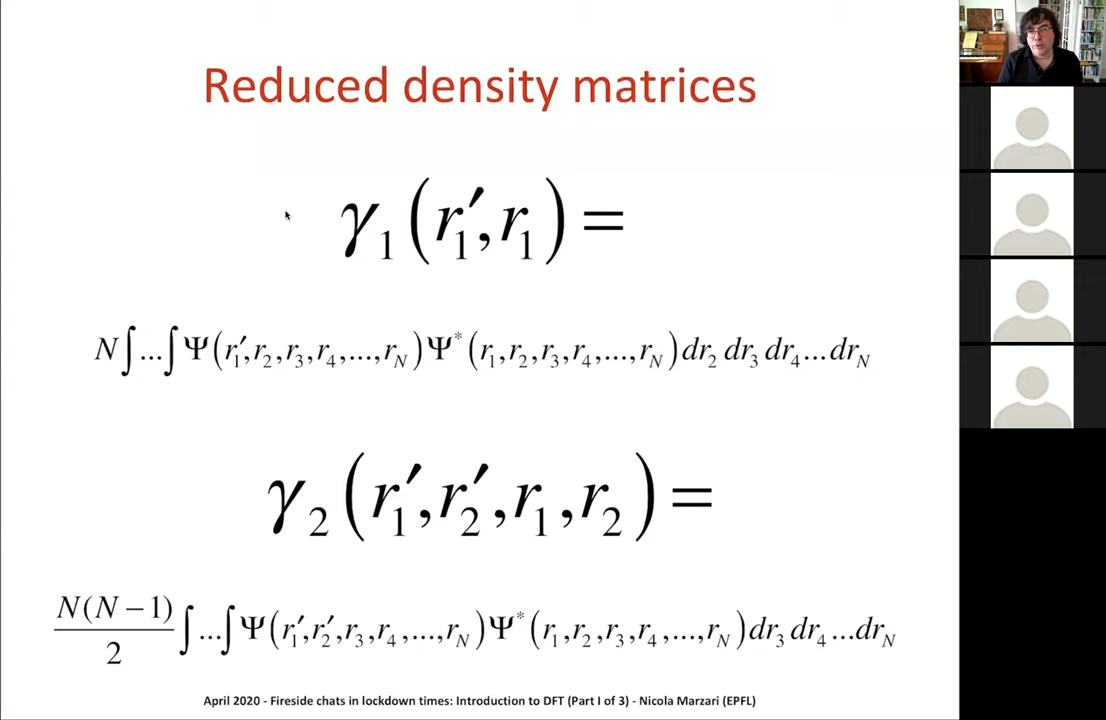 Reduced density matrices
γ₁(r₁′,r₁)=
N∫...∫Ψ(r₁′,r₂,r₃,r₄,...,r_N)Ψ*(r₁,r₂,r₃,r₄,...,r_N)dr₂ dr₃ dr₄...dr_N
γ₂(r₁′,r₂′,r₁,r₂)=
N(N−1)/2 ∫...∫Ψ(r₁′,r₂′,r₃,r₄,...,r_N)Ψ*(r₁,r₂,r₃,r₄,...,r_N)dr₃ dr₄...dr_N
April 2020 - Fireside chats in lockdown times: Introduction to DFT (Part I of 3) - Nicola Marzari (EPFL)